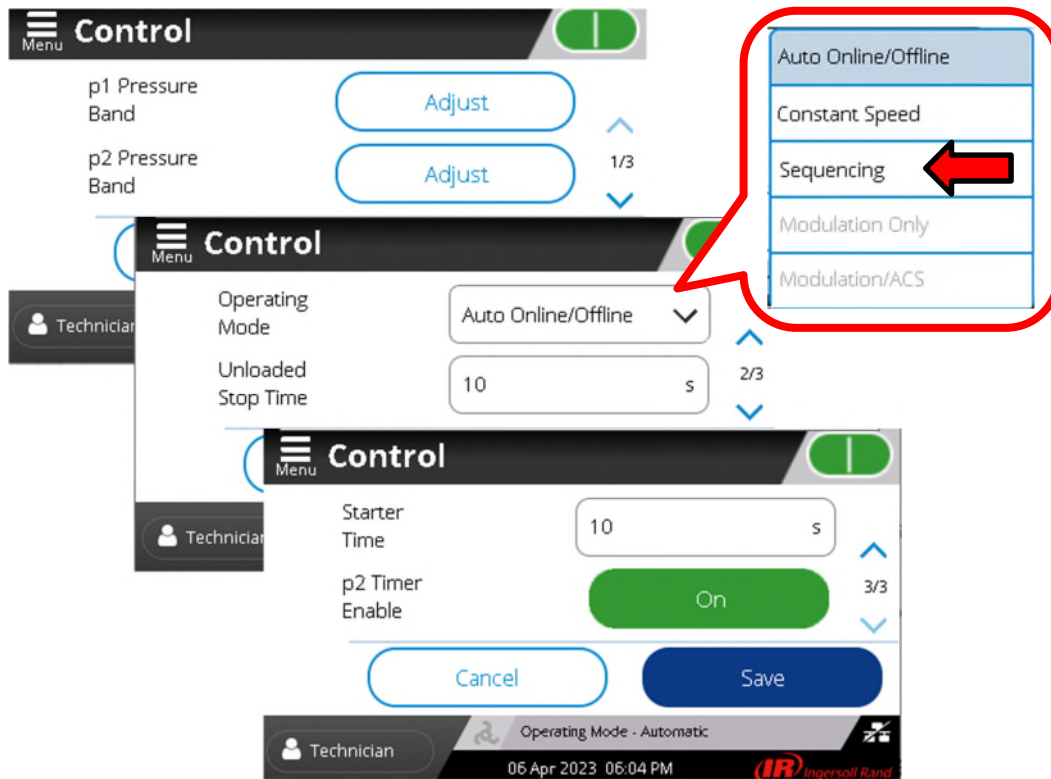 Menu Control
p1 Pressure
Band
Adjust
p2 Pressure
Band
Adjust
1/3
Technician
Auto Online/Offline
Constant Speed
Sequencing
Modulation Only
Modulation/ACS
Menu Control
Operating
Mode
Auto Online/Offline
Unloaded
Stop Time
10 s
2/3
Technician
Menu Control
Starter
Time
10 s
p2 Timer
Enable
On
3/3
Cancel
Save
Technician
Operating Mode - Automatic
06 Apr 2023 06:04 PM
IR Ingersoll Rand